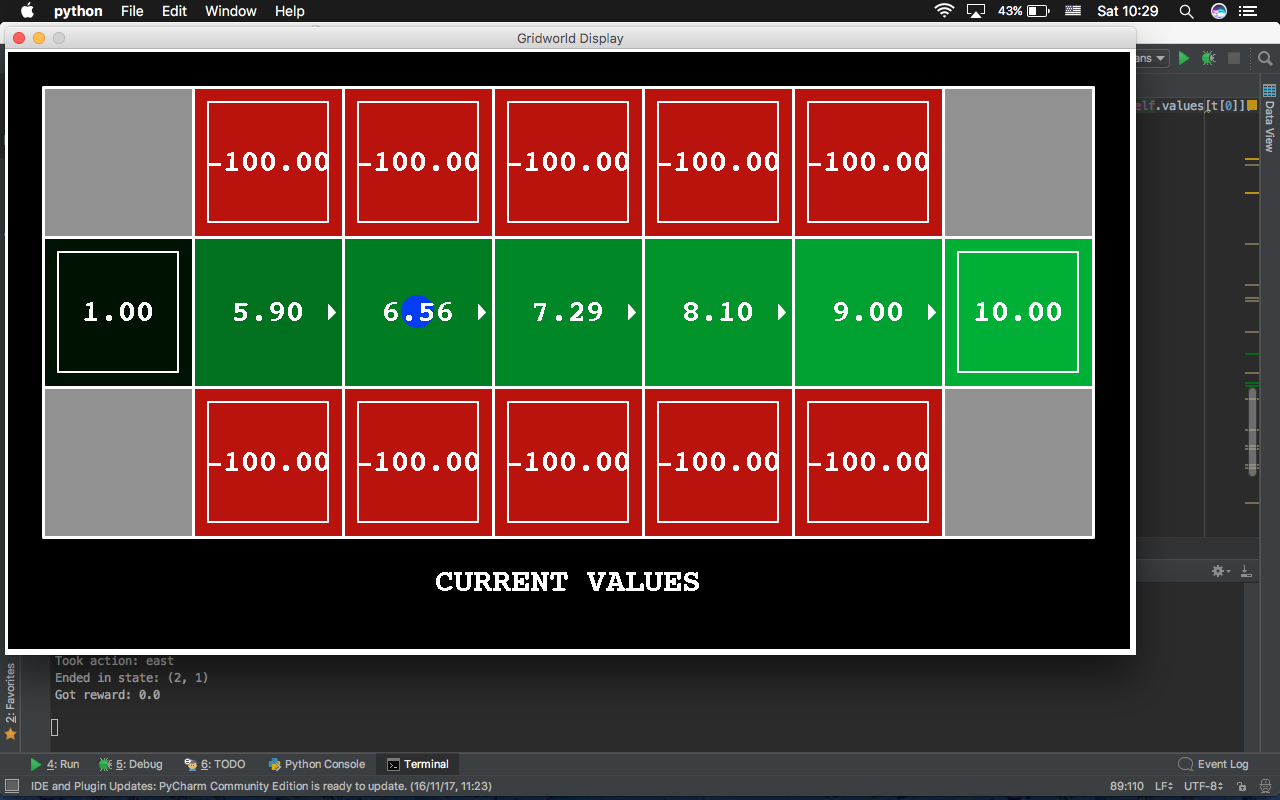 python File Edit Window Help 43% Sat 10:29
Gridworld Display
ans
elf.values[t[0]]
Data View
-100.00 -100.00 -100.00 -100.00 -100.00
1.00 5.90 6.56 7.29 8.10 9.00 10.00
-100.00 -100.00 -100.00 -100.00 -100.00
CURRENT VALUES
Took action: east
Ended in state: (2, 1)
Got reward: 0.0
2: Favorites
4: Run 5: Debug 6: TODO Python Console Terminal Event Log
IDE and Plugin Updates: PyCharm Community Edition is ready to update. (16/11/17, 11:23) 89:110 LF÷ UTF-8÷